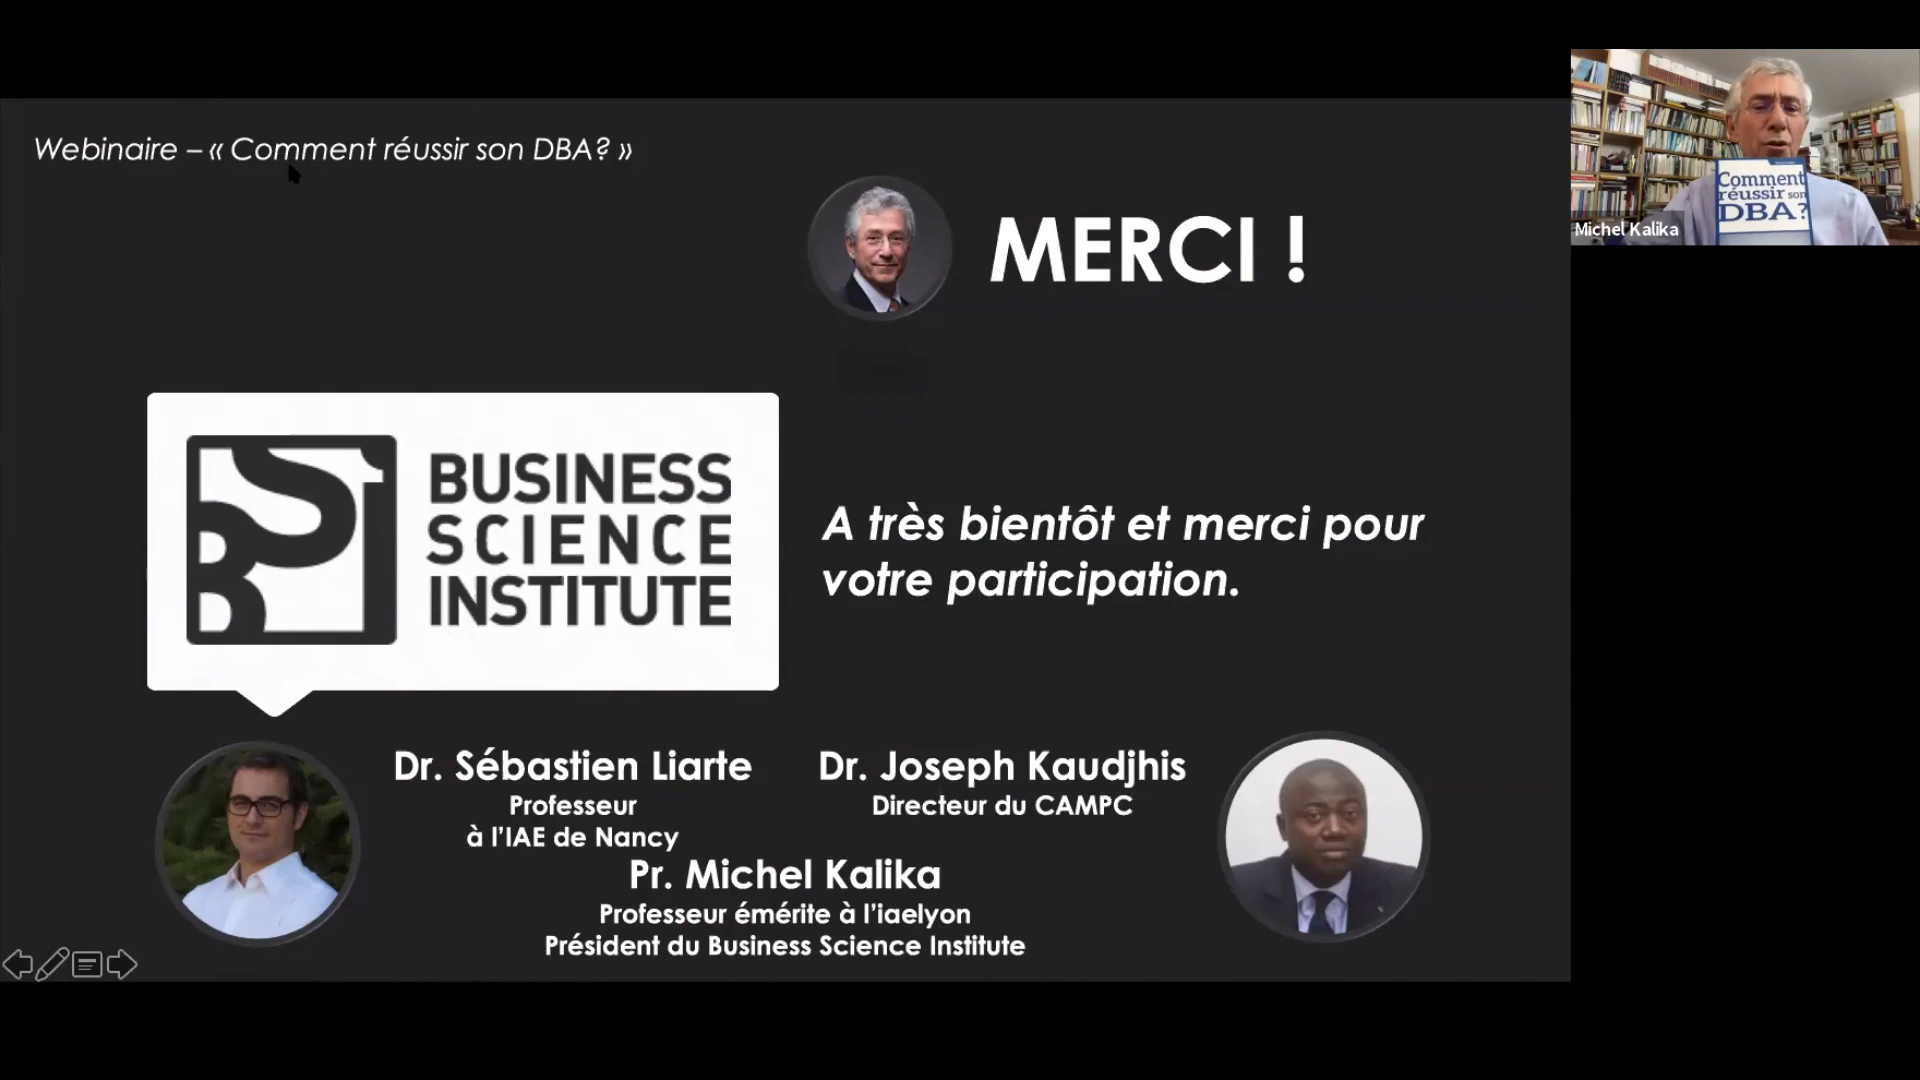 Webinaire – « Comment réussir son DBA? »
MERCI !
BUSINESS
SCIENCE
INSTITUTE
A très bientôt et merci pour
votre participation.
Dr. Sébastien Liarte
Professeur
à l'IAE de Nancy
Dr. Joseph Kaudjhis
Directeur du CAMPC
Pr. Michel Kalika
Professeur émérite à l'iaelyon
Président du Business Science Institute
Comment
réussir son
DBA?
Michel Kalika